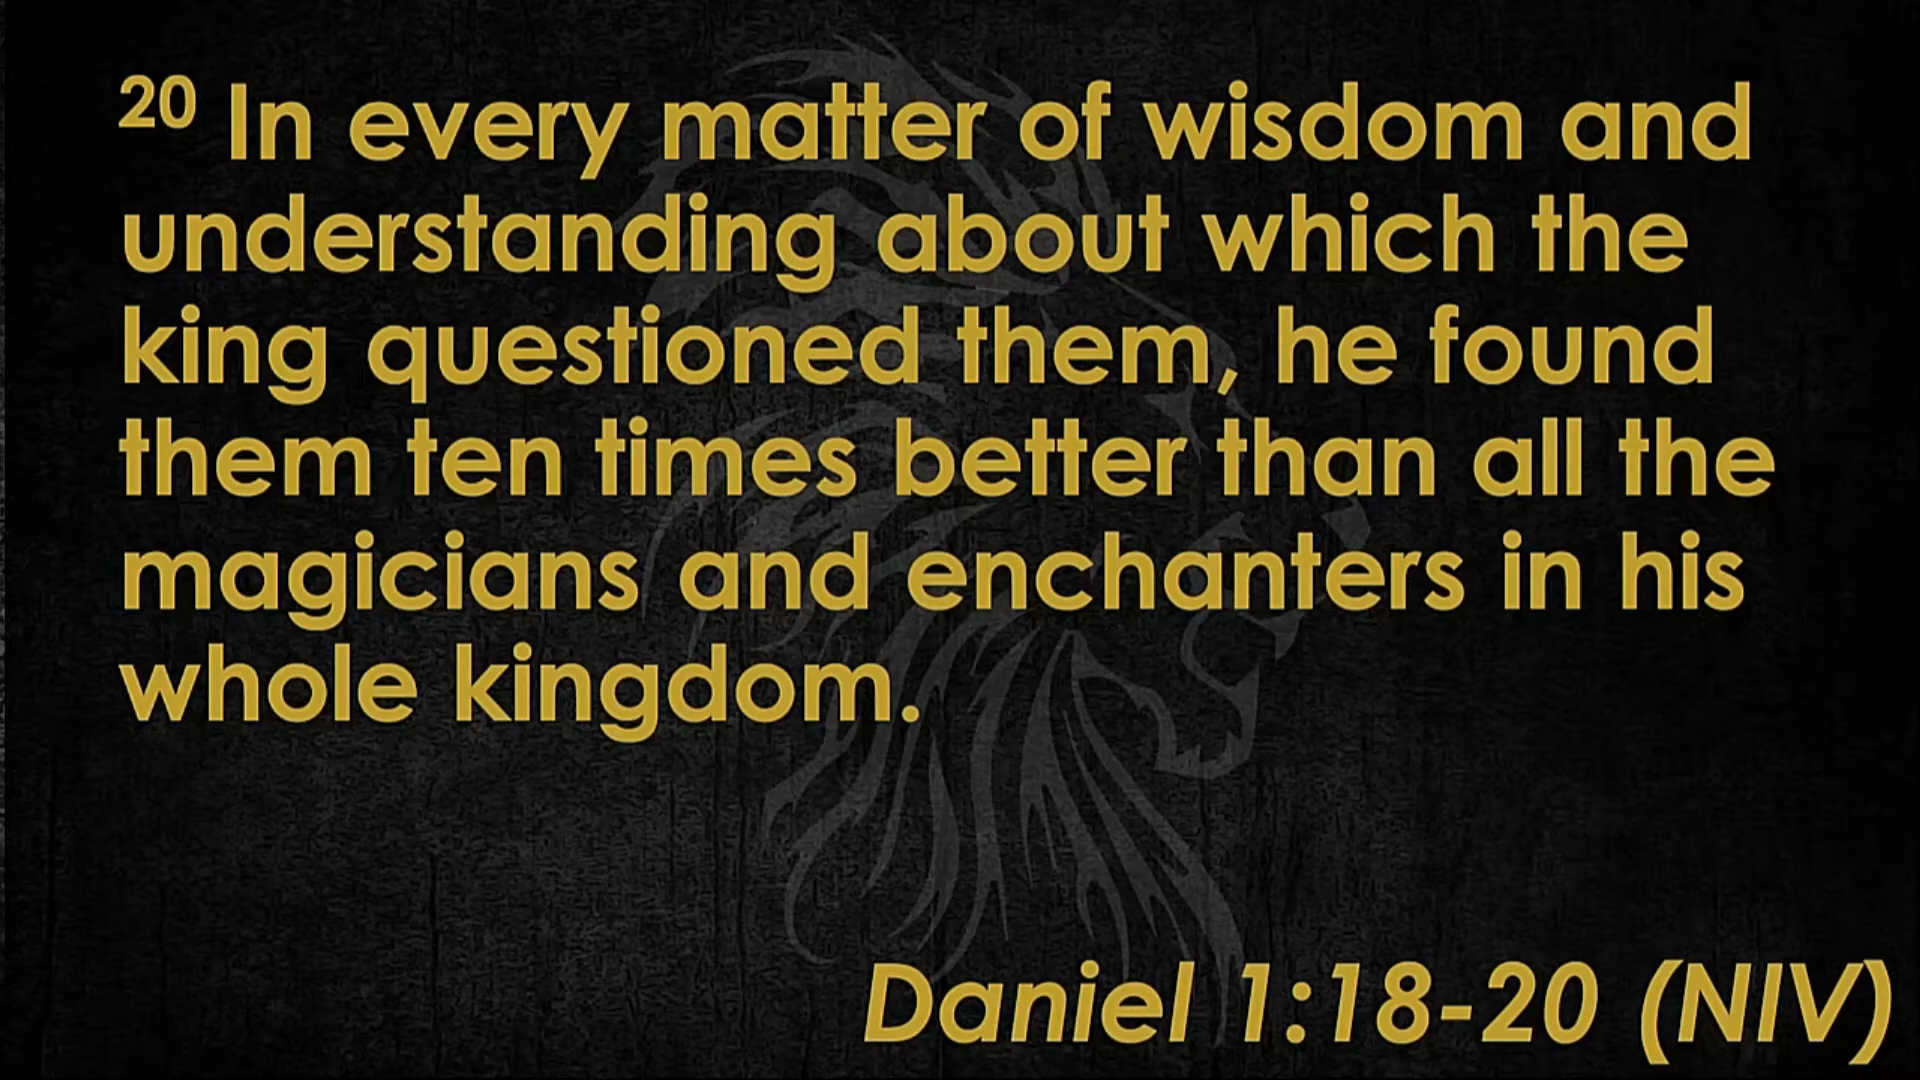 20 In every matter of wisdom and
understanding about which the
king questioned them, he found
them ten times better than all the
magicians and enchanters in his
whole kingdom.
Daniel 1:18-20 (NIV)